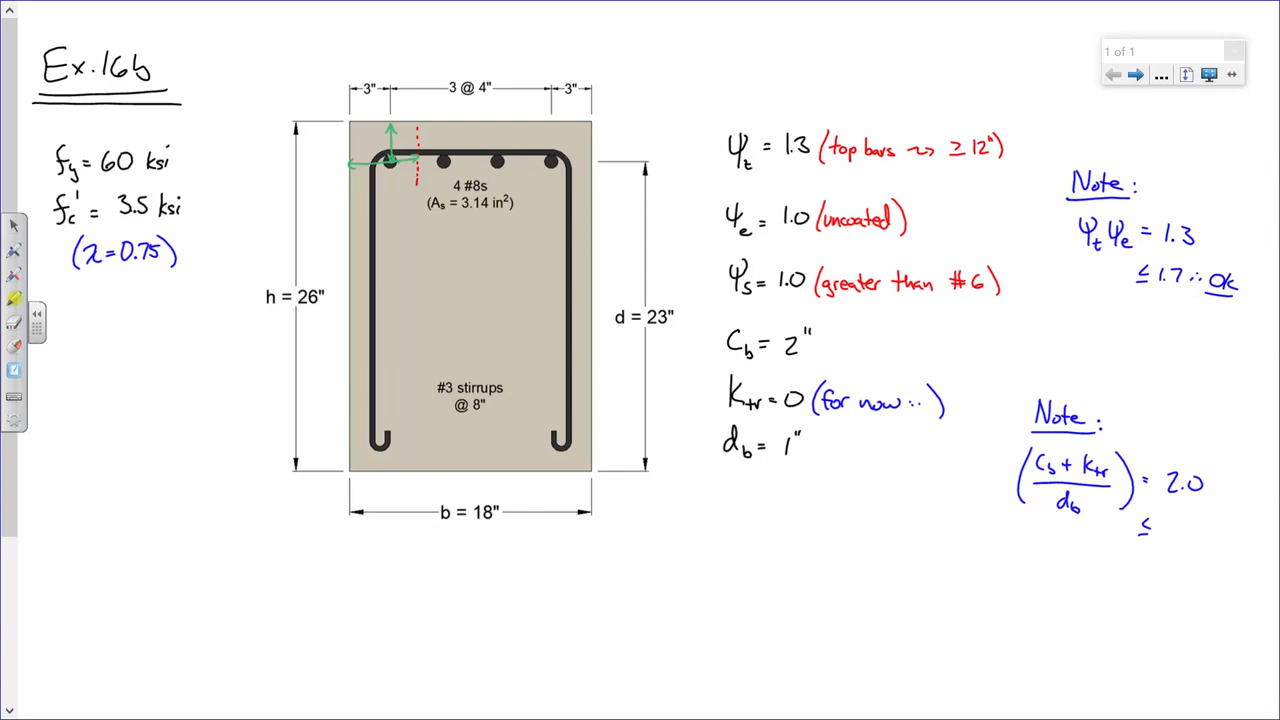 1 of 1
Ex.16b
3"
3 @ 4"
3"
fy = 60 ksi
fc' = 3.5 ksi
(λ=0.75)
4 #8s
(As = 3.14 in²)
h = 26"
d = 23"
#3 stirrups
@ 8"
b = 18"
ψt = 1.3 (top bars ~> ≥ 12")
ψe = 1.0 (uncoated)
ψs = 1.0 (greater than #6)
Cb = 2"
Ktr = 0 (for now...)
db = 1"
Note:
ψt ψe = 1.3
≤ 1.7 ∴ OK
Note:
(Cb + Ktr / db) = 2.0
≤